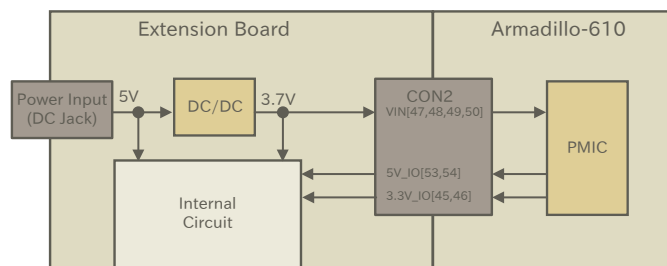 Extension Board
Armadillo-610
Power Input
(DC Jack)
5V
DC/DC
3.7V
CON2
VIN[47,48,49,50]
PMIC
5V_IO[53,54]
3.3V_IO[45,46]
Internal
Circuit